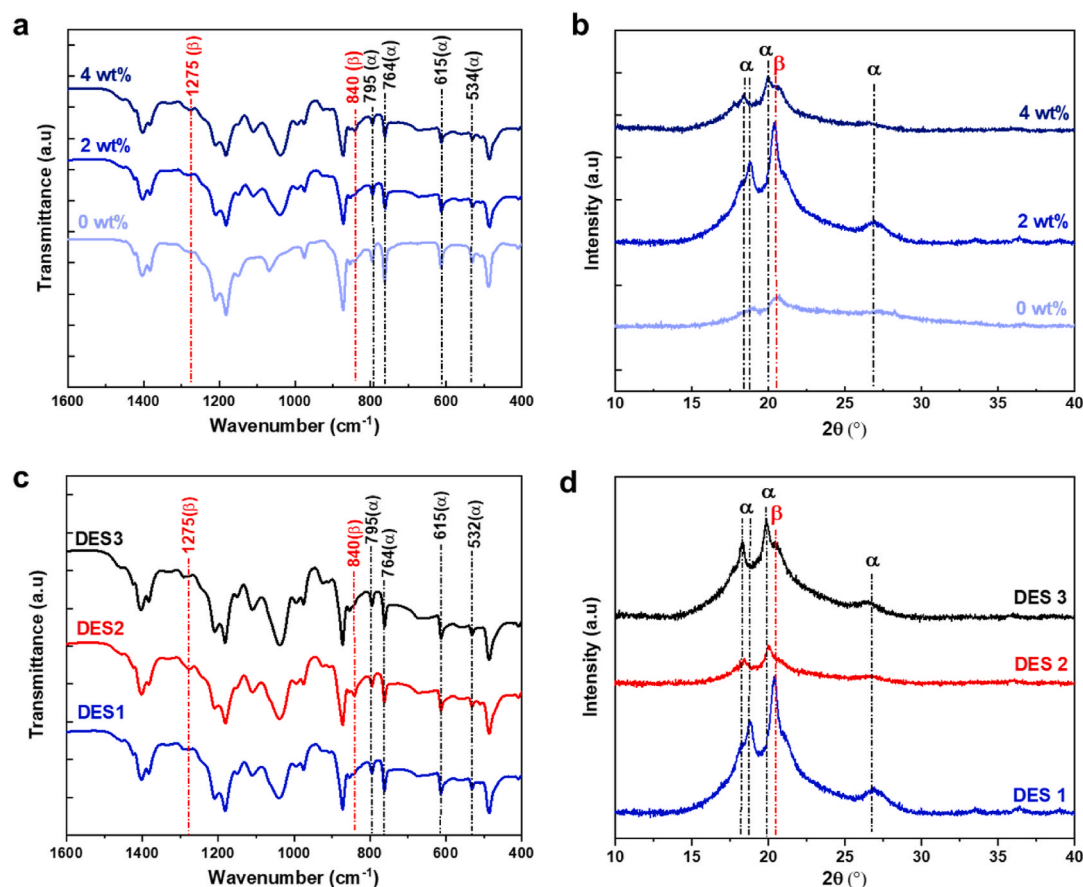 a
1275 (β)
840 (β)
795 (α)
764(α)
615(α)
534(α)
4 wt%
2 wt%
0 wt%
Transmittance (a.u)
1600 1400 1200 1000 800 600 400
Wavenumber (cm⁻¹)
b
α α β α
4 wt%
2 wt%
0 wt%
Intensity (a.u)
10 15 20 25 30 35 40
2θ (°)
c
1275(β)
840(β)
795(α)
764(α)
615(α)
532(α)
DES3
DES2
DES1
Transmittance (a.u)
1600 1400 1200 1000 800 600 400
Wavenumber (cm⁻¹)
d
α α β α
DES 3
DES 2
DES 1
Intensity (a.u)
10 15 20 25 30 35 40
2θ (°)